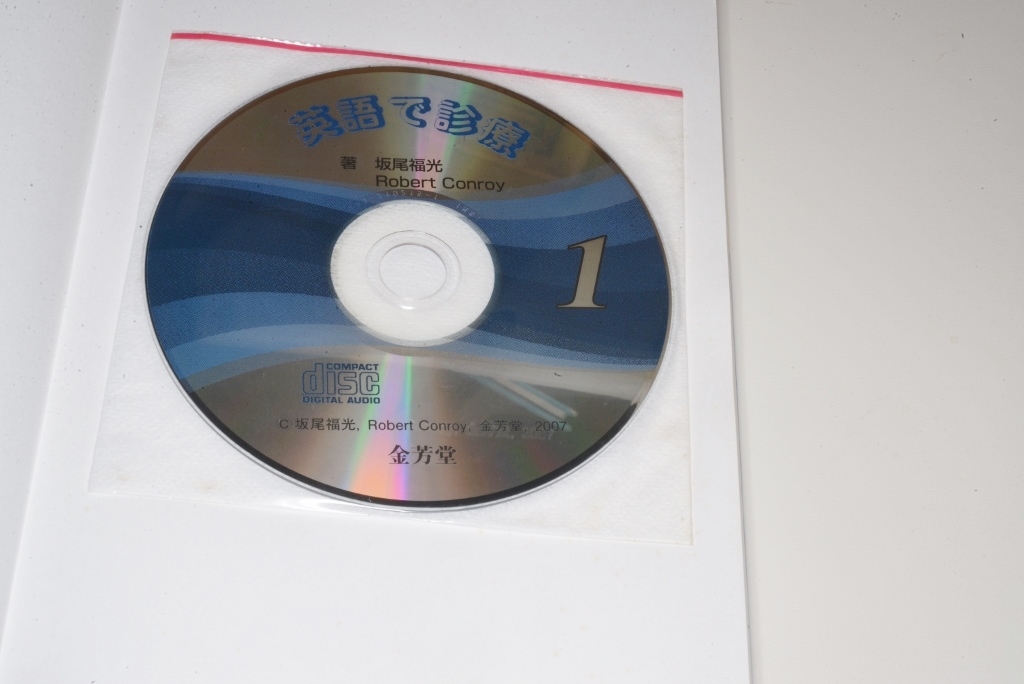 英語で診療
著 坂尾福光
Robert Conroy
1
COMPACT
disc
DIGITAL AUDIO
C 坂尾福光, Robert Conroy, 金芳堂, 2007
金芳堂